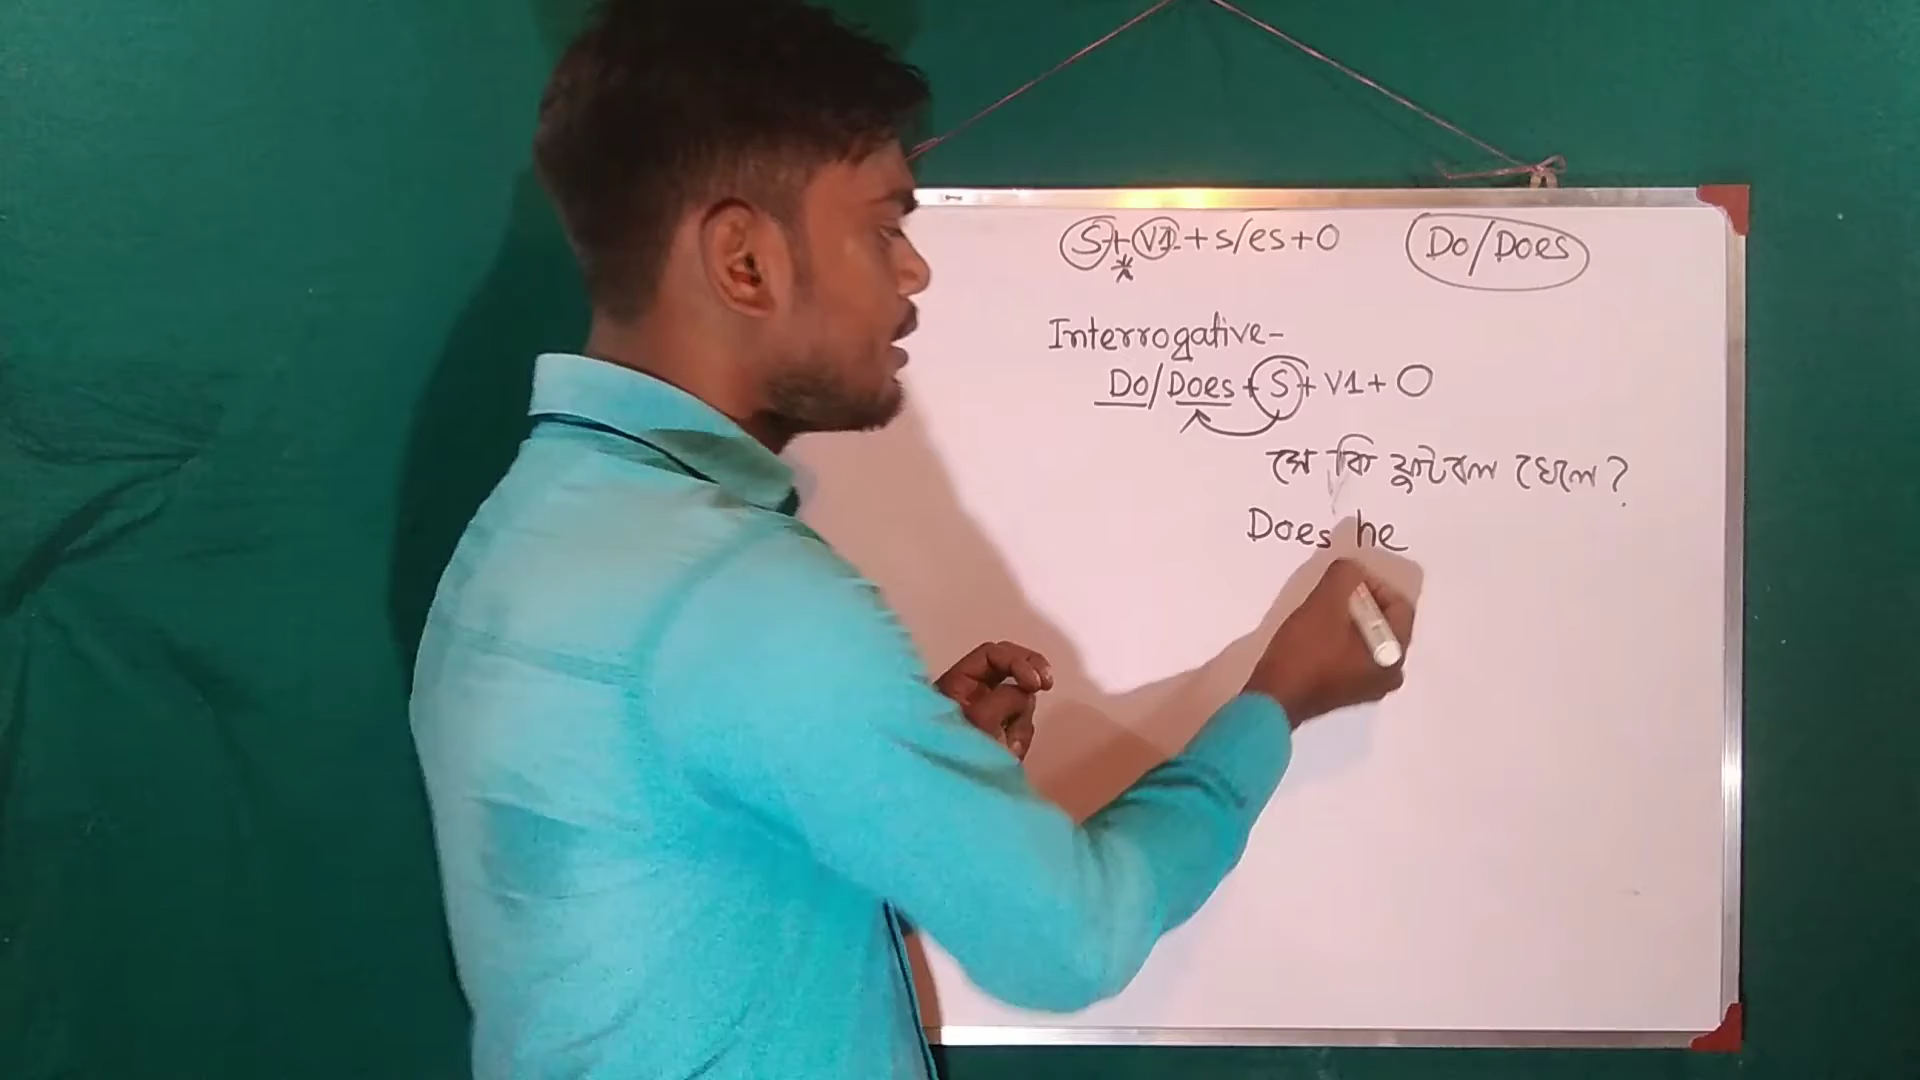 S+V1+s/es+O Do/Does
Interrogative-
Do/Does+S+V1+O
সে কি ফুটবল খেলে?
Does he